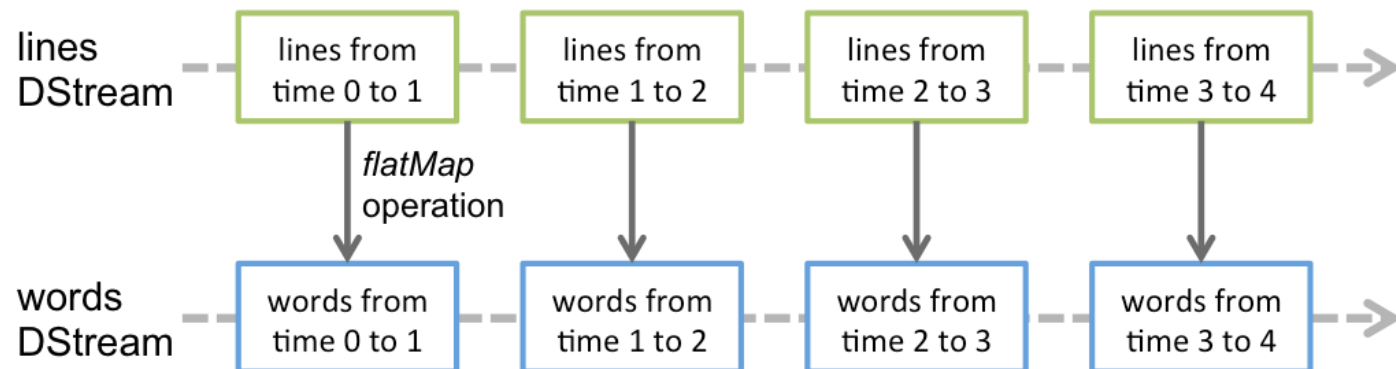 lines
DStream
lines from
time 0 to 1
lines from
time 1 to 2
lines from
time 2 to 3
lines from
time 3 to 4
flatMap
operation
words
DStream
words from
time 0 to 1
words from
time 1 to 2
words from
time 2 to 3
words from
time 3 to 4